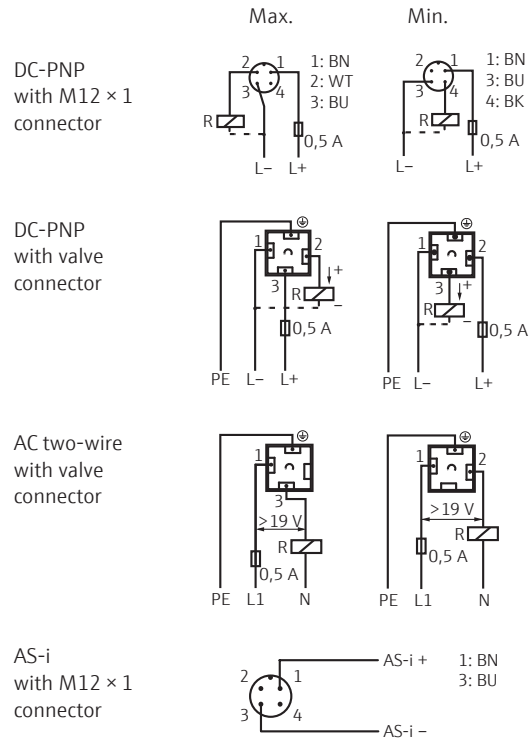 Max. Min.
DC-PNP
with M12 × 1
connector
2 1 1: BN
2: WT
3 4 3: BU
R
0,5 A
L– L+
2 1 1: BN
3: BU
3 4 4: BK
R
0,5 A
L– L+
DC-PNP
with valve
connector
1 2
3
+
R
–
0,5 A
PE L– L+
1 2
3
+
R
–
0,5 A
PE L– L+
AC two-wire
with valve
connector
1
3
>19 V
R
0,5 A
PE L1 N
1 2
>19 V
R
0,5 A
PE L1 N
AS-i
with M12 × 1
connector
2 1
3 4
AS-i + 1: BN
3: BU
AS-i –